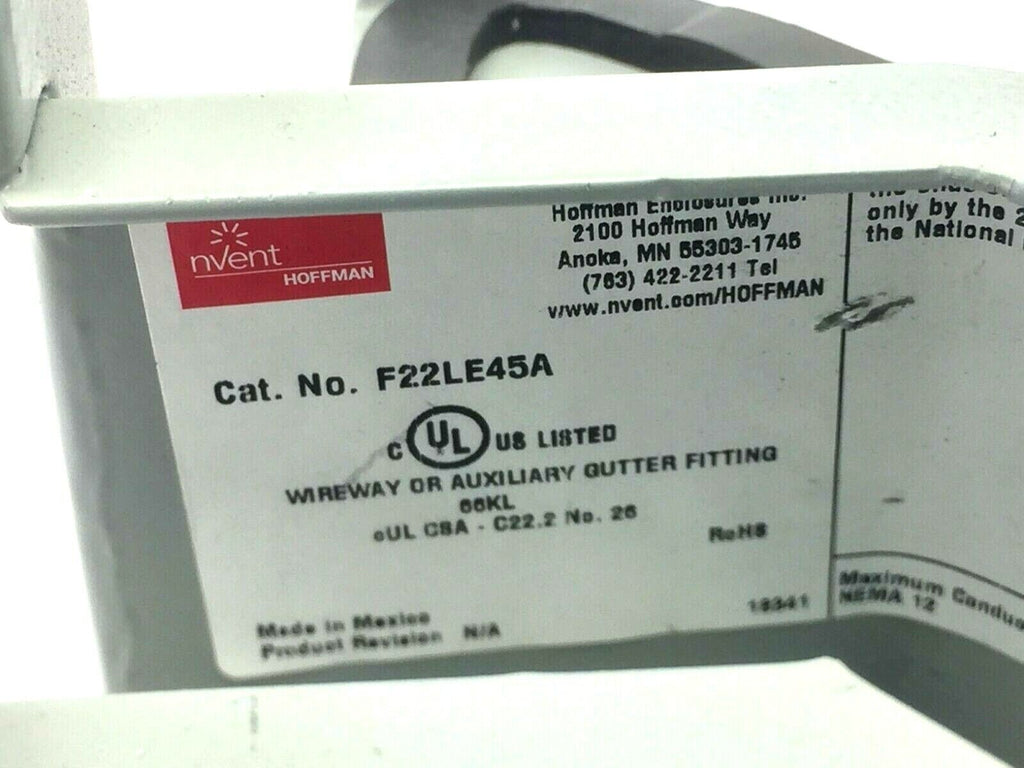 nVent
HOFFMAN
Hoffman Enclosures Inc.
2100 Hoffman Way
Anoka, MN 55303-1745
(763) 422-2211 Tel
www.nvent.com/HOFFMAN
Cat. No. F22LE45A
c UL US LISTED
WIREWAY OR AUXILIARY GUTTER FITTING
66KL
cUL CSA - C22.2 No. 26
RoHS
Made in Mexico
Product Revision N/A
18341
only by the
the National
Maximum
NEMA 12